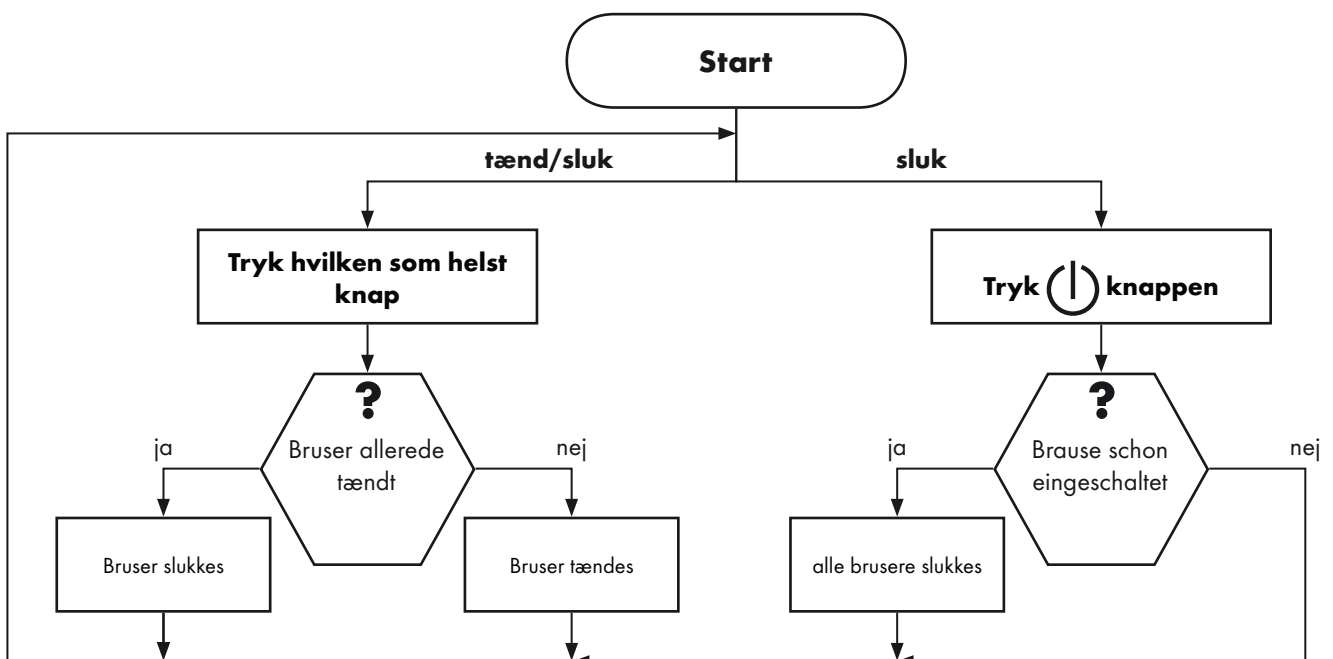 Start
tænd/sluk
sluk
Tryk hvilken som helst
knap
Tryk knappen
?
Bruser allerede
tændt
ja
nej
?
Brause schon
eingeschaltet
ja
nej
Bruser slukkes
Bruser tændes
alle brusere slukkes